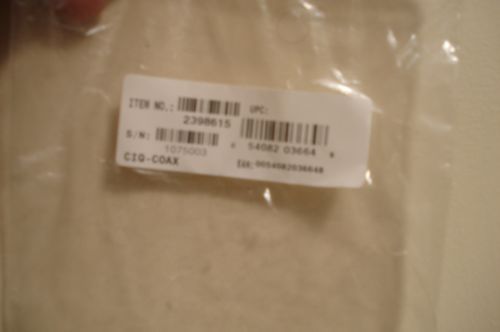 ITEM NO.: UPC:
2398615
S/N: 54082 03664
1075003
CIQ-COAX